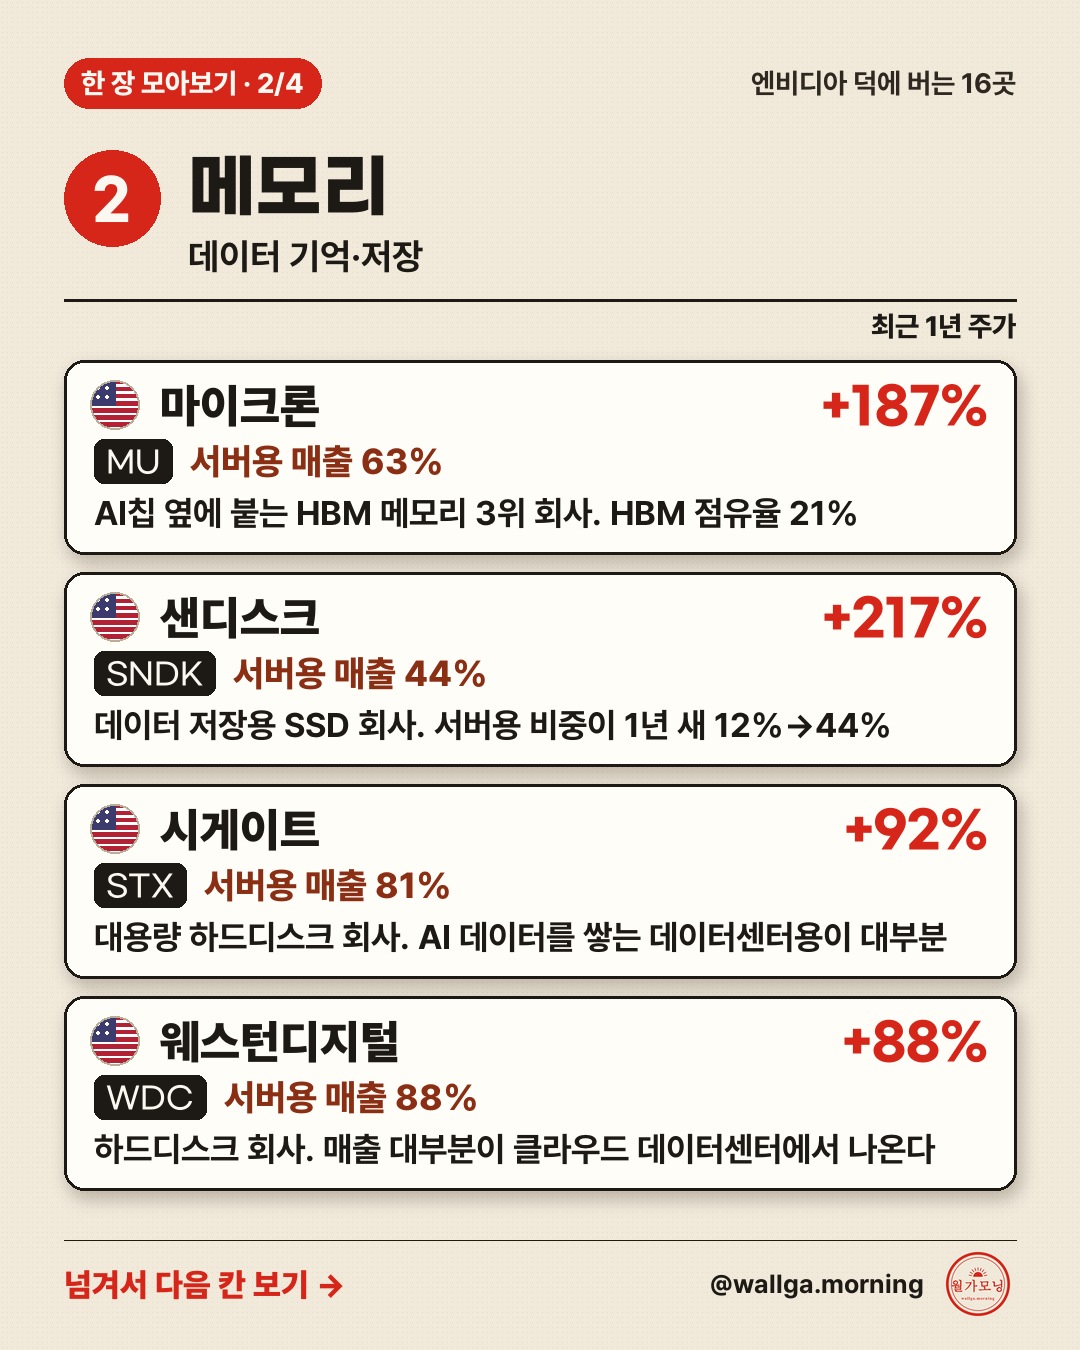 한 장 모아보기 · 2/4
엔비디아 덕에 버는 16곳
2
메모리
데이터 기억·저장
최근 1년 주가
마이크론
+187%
MU 서버용 매출 63%
AI칩 옆에 붙는 HBM 메모리 3위 회사. HBM 점유율 21%
샌디스크
+217%
SNDK 서버용 매출 44%
데이터 저장용 SSD 회사. 서버용 비중이 1년 새 12%→44%
시게이트
+92%
STX 서버용 매출 81%
대용량 하드디스크 회사. AI 데이터를 쌓는 데이터센터용이 대부분
웨스턴디지털
+88%
WDC 서버용 매출 88%
하드디스크 회사. 매출 대부분이 클라우드 데이터센터에서 나온다
넘겨서 다음 칸 보기 →
@wallga.morning
월가모닝
wallga.morning